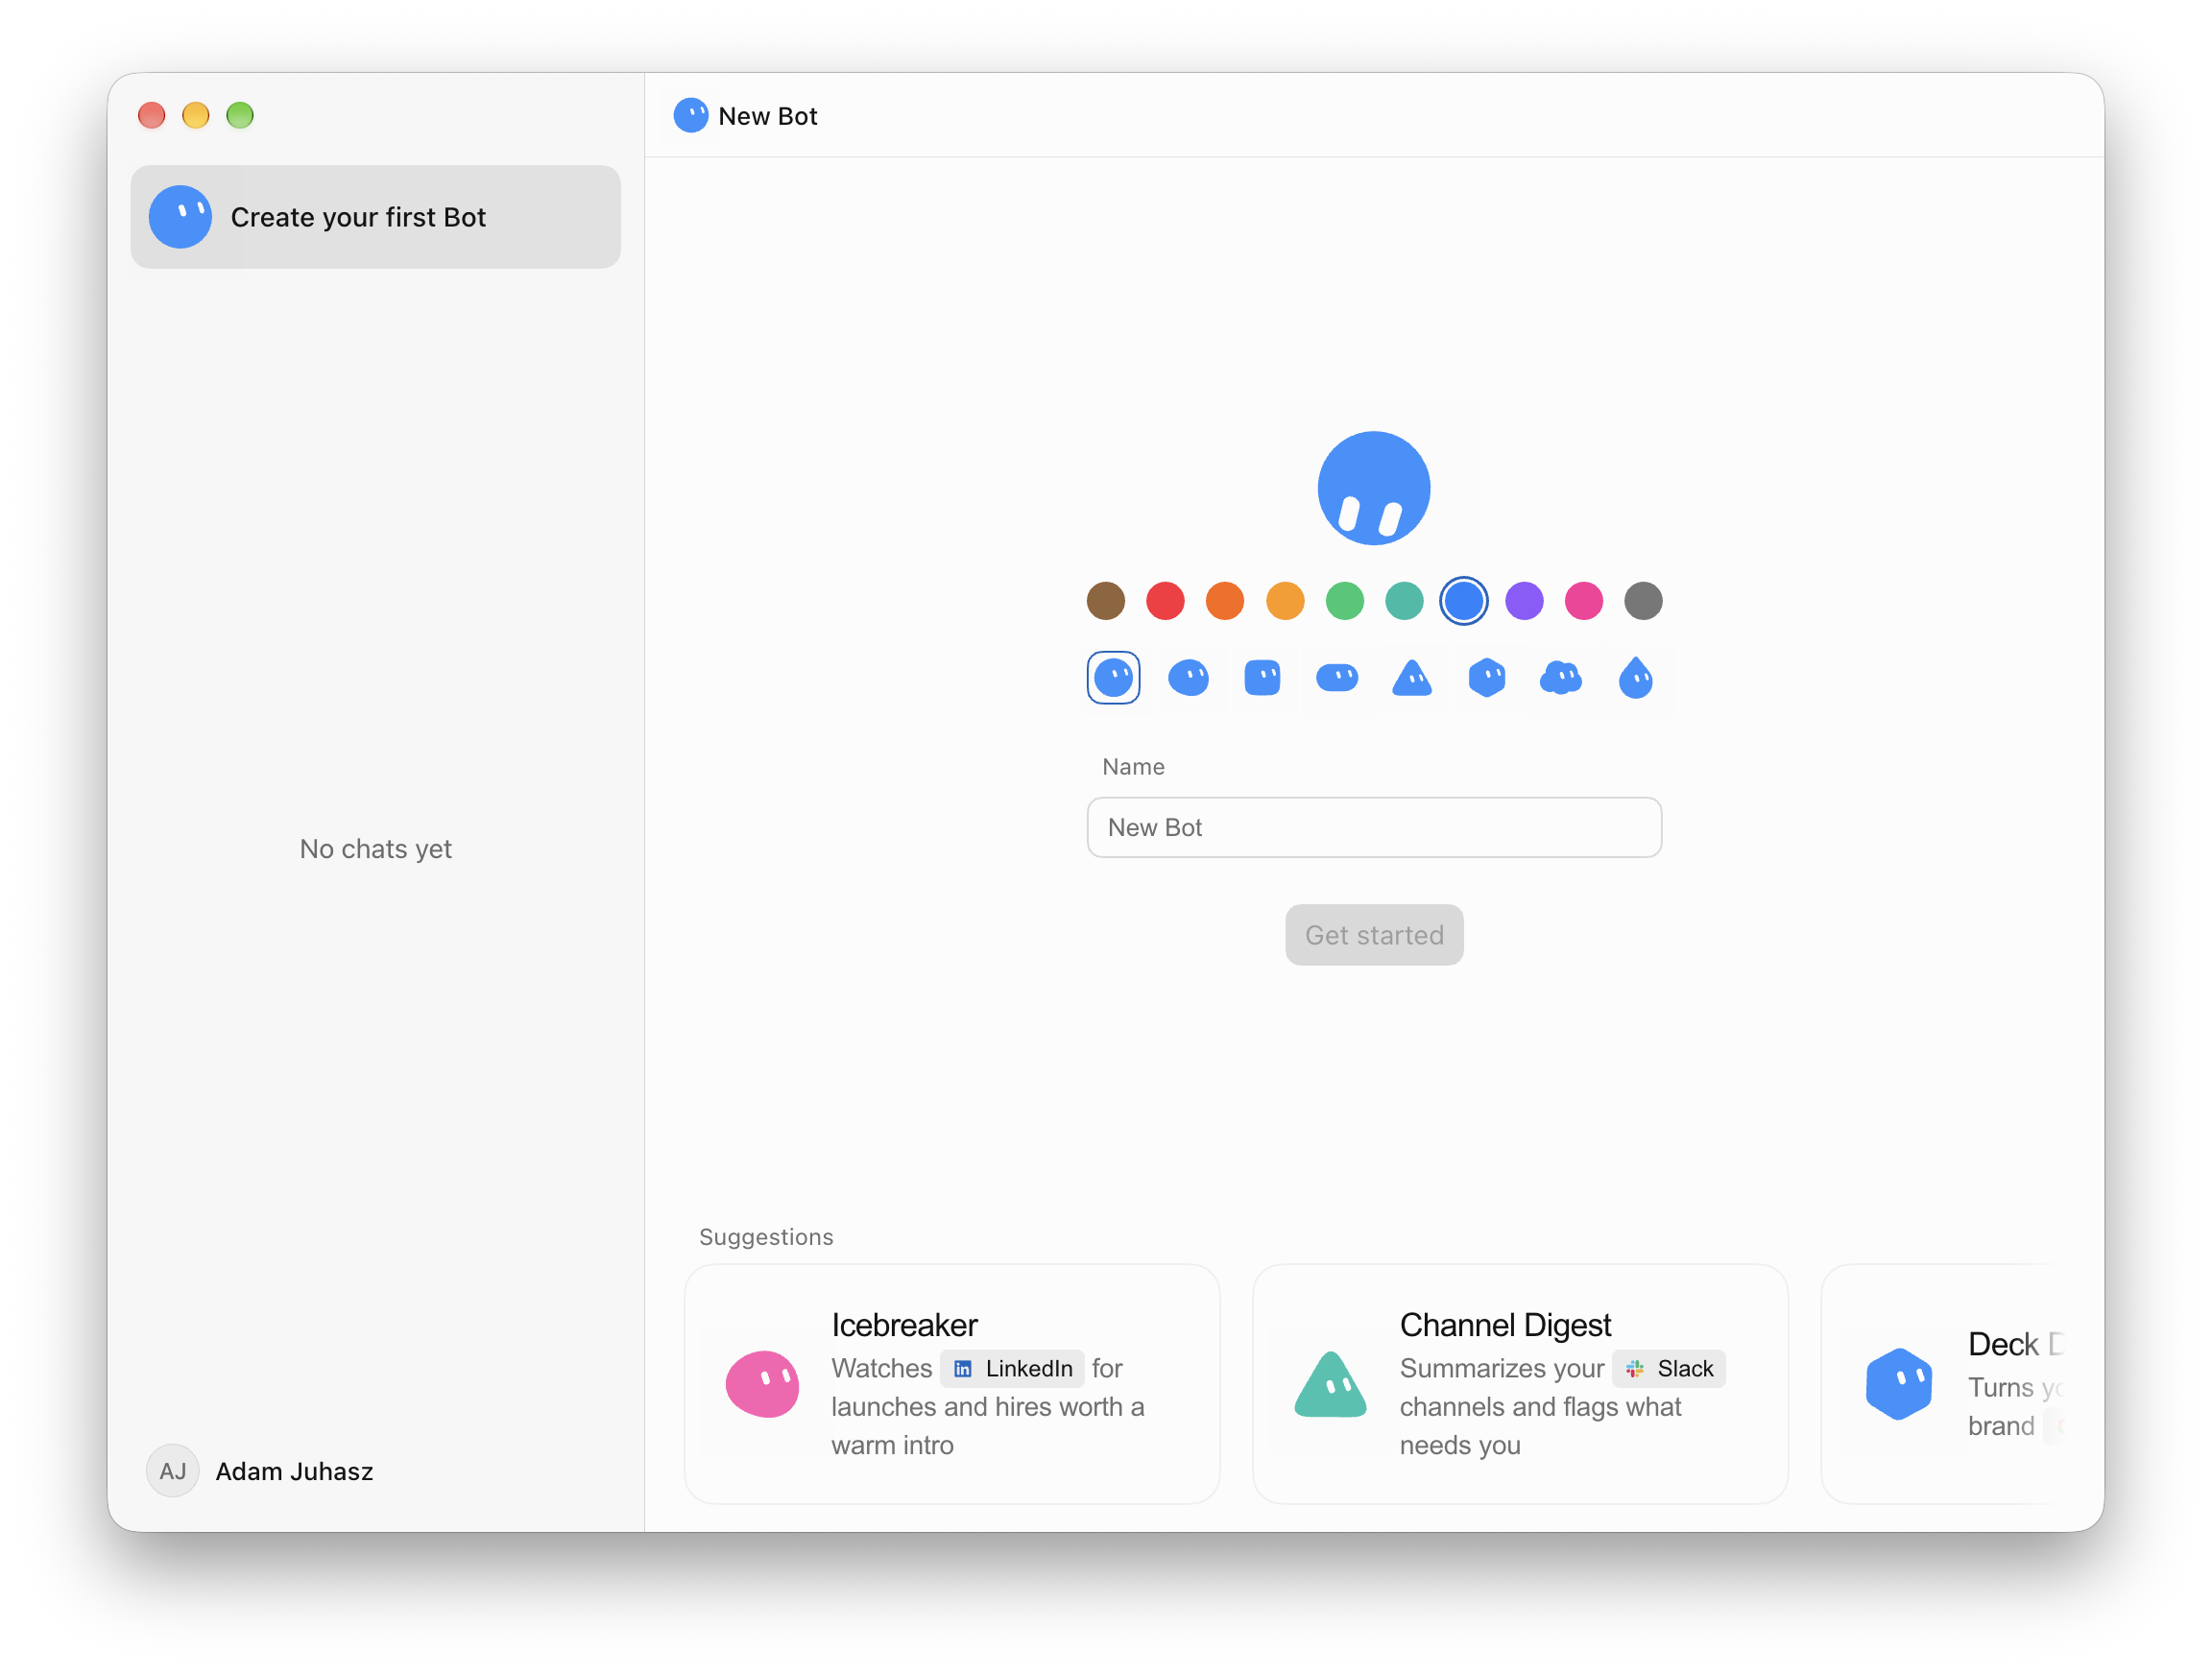 New Bot
Create your first Bot
No chats yet
AJ Adam Juhasz
Name
New Bot
Get started
Suggestions
Icebreaker
Watches LinkedIn for
launches and hires worth a
warm intro
Channel Digest
Summarizes your Slack
channels and flags what
needs you
Deck
Turns
brand